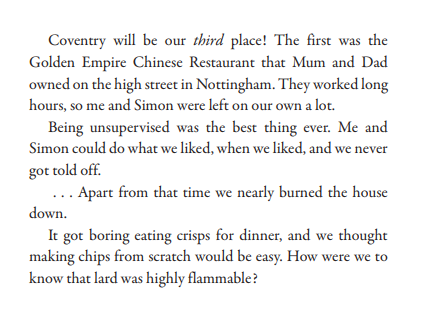 Coventry will be our third place! The first was the
Golden Empire Chinese Restaurant that Mum and Dad
owned on the high street in Nottingham. They worked long
hours, so me and Simon were left on our own a lot.
Being unsupervised was the best thing ever. Me and
Simon could do what we liked, when we liked, and we never
got told off.
. . . Apart from that time we nearly burned the house
down.
It got boring eating crisps for dinner, and we thought
making chips from scratch would be easy. How were we to
know that lard was highly flammable?